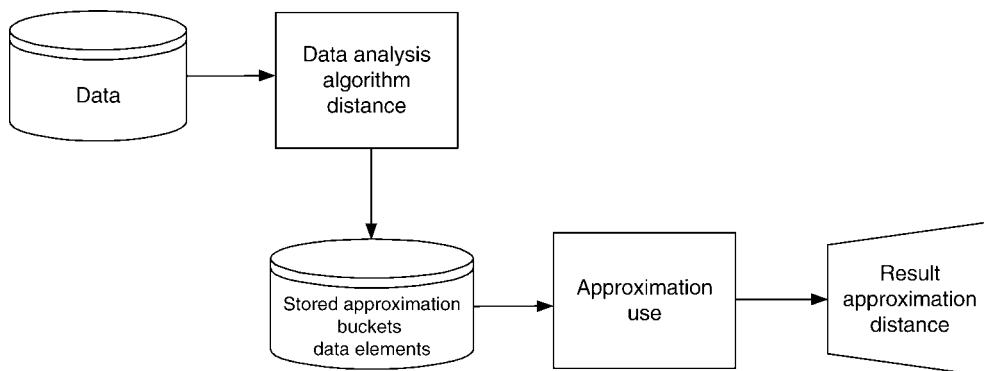 Data
Data analysis
algorithm
distance
Stored approximation
buckets
data elements
Approximation
use
Result
approximation
distance